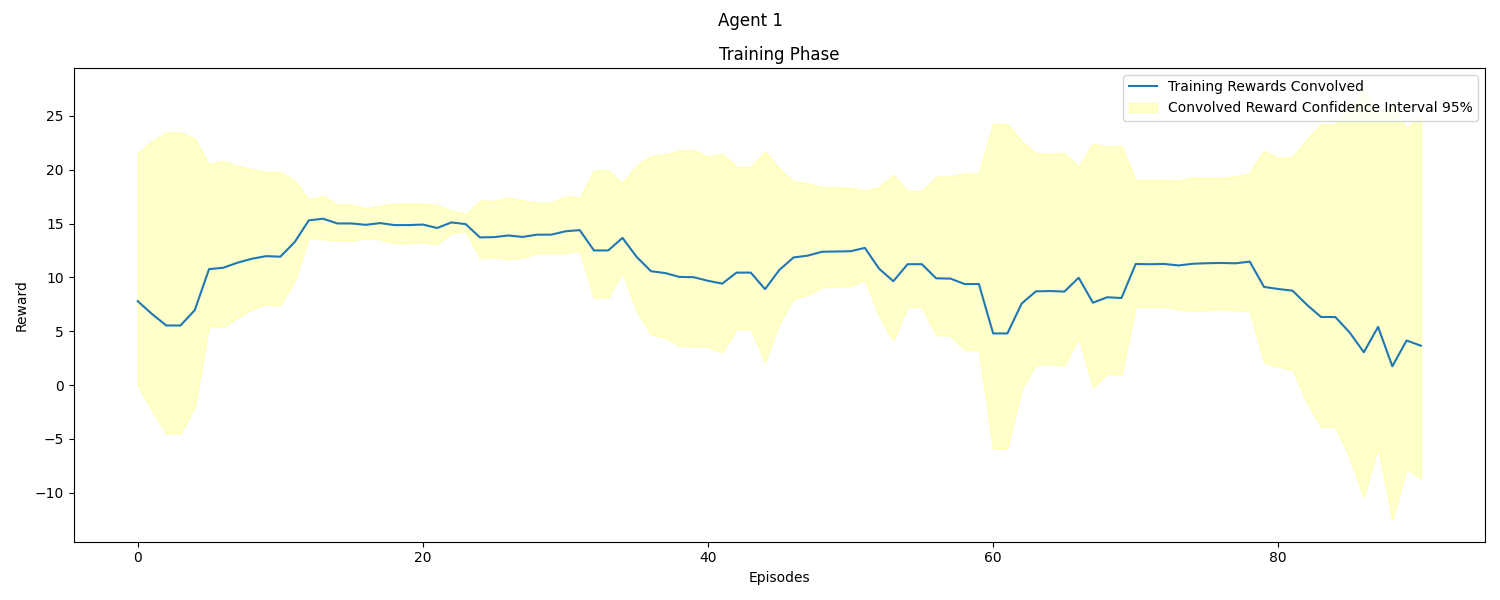 Agent 1
Training Phase
Training Rewards Convolved
Convolved Reward Confidence Interval 95%
Reward
25
20
15
10
5
0
−5
−10
0 20 40 60 80
Episodes